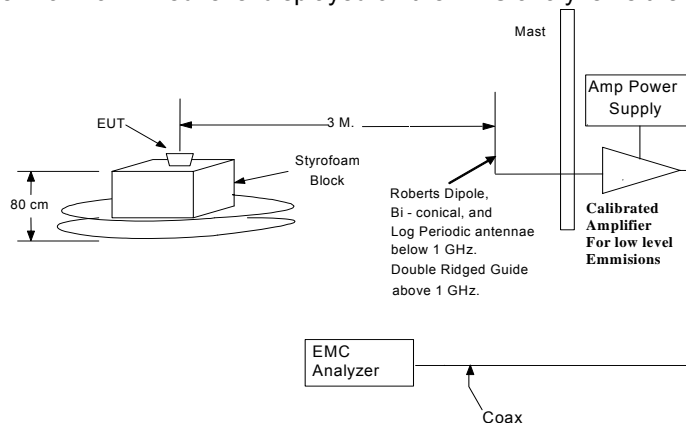 Mast
Amp Power
Supply
EUT
3 M.
Styrofoam
Block
80 cm
Roberts Dipole,
Bi - conical, and
Log Periodic antennae
below 1 GHz.
Double Ridged Guide
above 1 GHz.
Calibrated
Amplifier
For low level
Emmisions
EMC
Analyzer
Coax